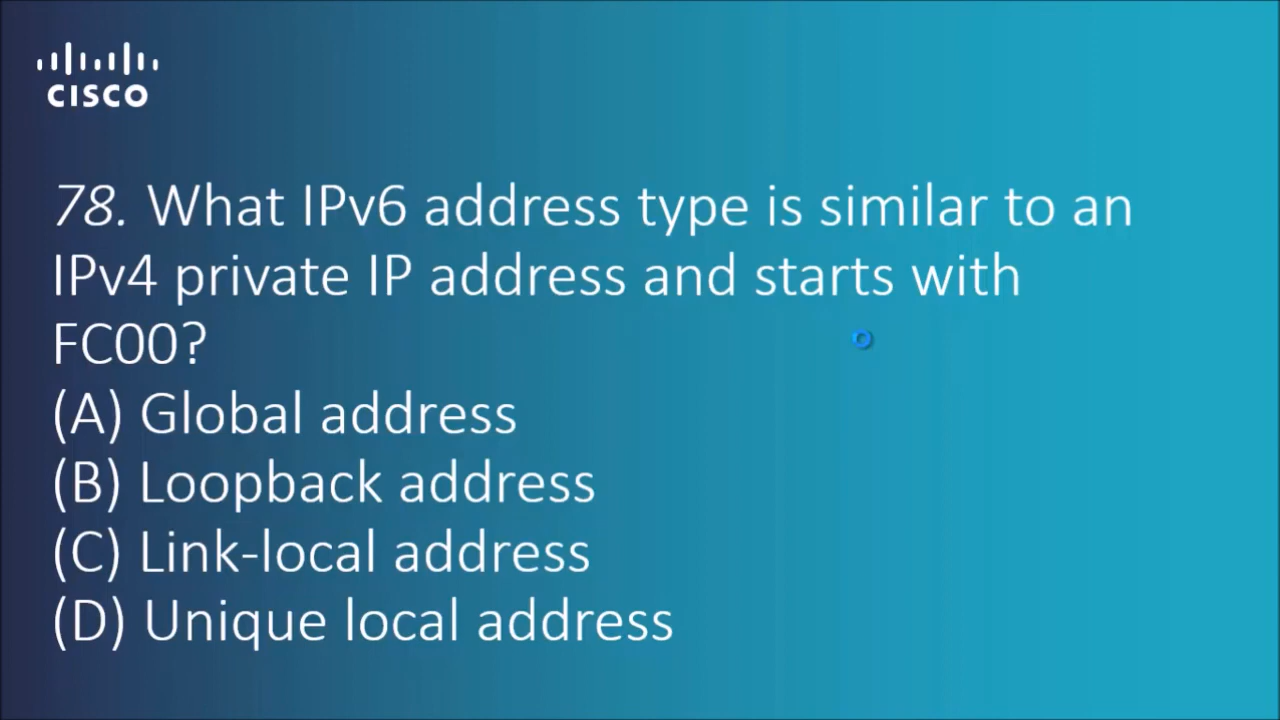 CISCO
78. What IPv6 address type is similar to an
IPv4 private IP address and starts with
FC00?
(A) Global address
(B) Loopback address
(C) Link-local address
(D) Unique local address